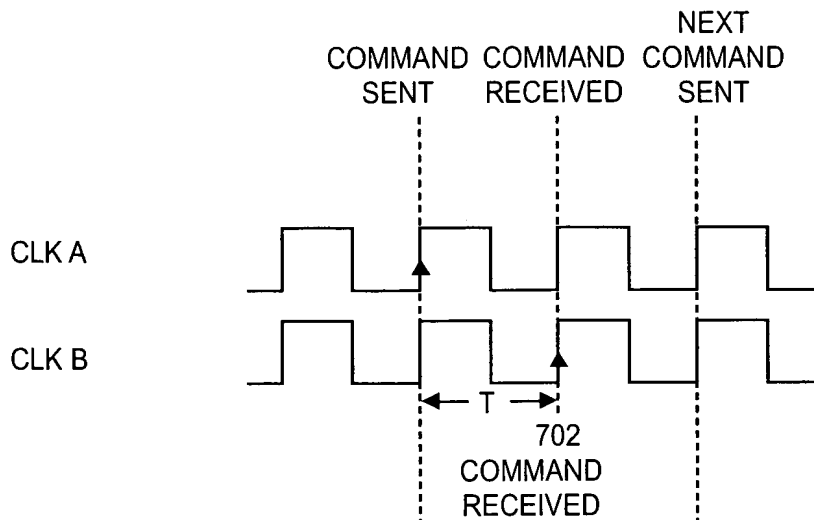 NEXT
COMMAND COMMAND COMMAND
SENT RECEIVED SENT
CLK A
CLK B
T
702
COMMAND
RECEIVED